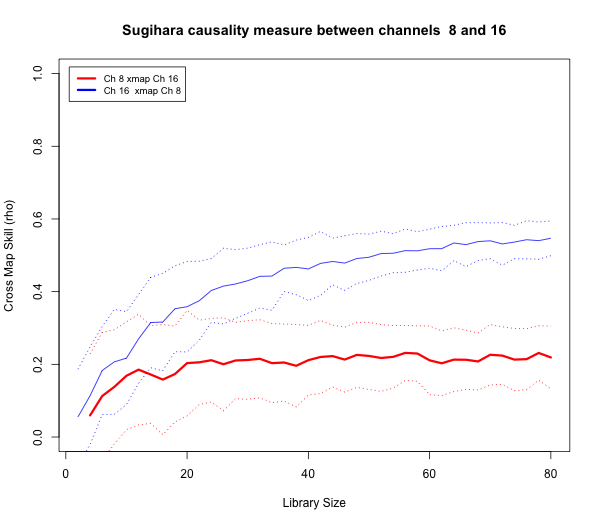 Sugihara causality measure between channels  8 and 16
Ch 8 xmap Ch 16
Ch 16  xmap Ch 8
Cross Map Skill (rho)
1.0
0.8
0.6
0.4
0.2
0.0
0 20 40 60 80
Library Size